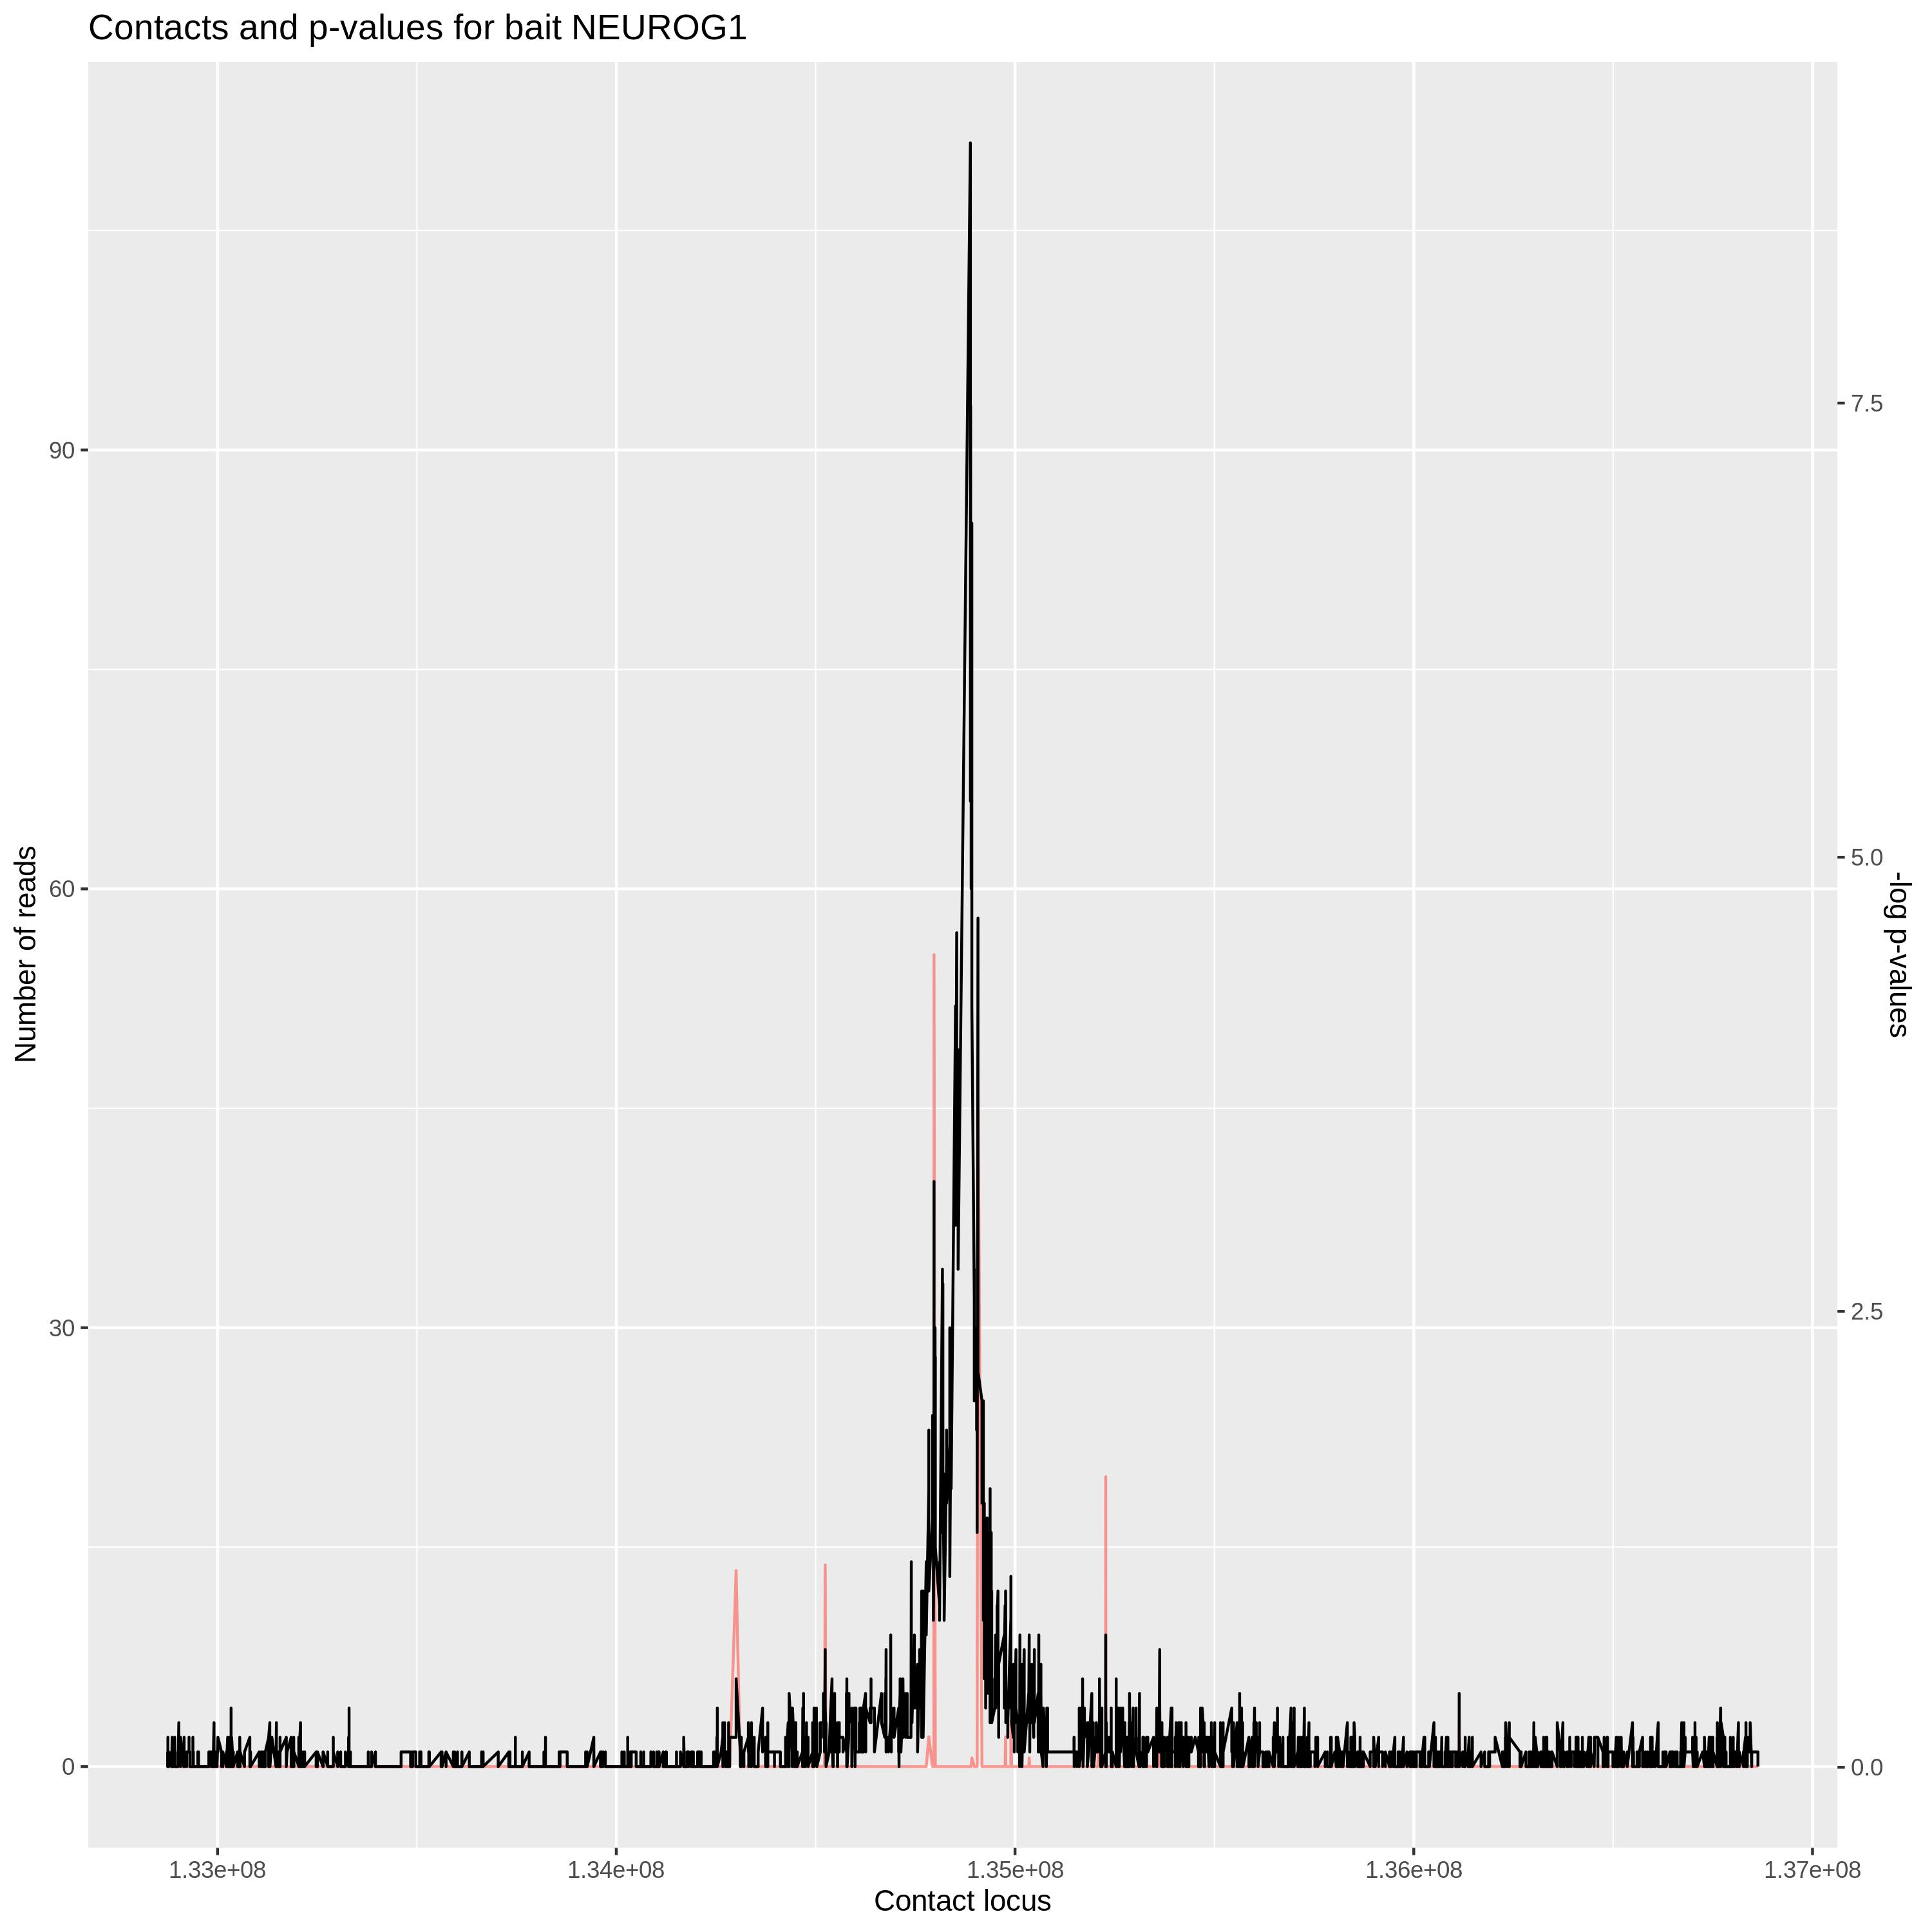 Contacts and p-values for bait NEUROG1
90
60
30
0
Number of reads
7.5
5.0
2.5
0.0
-log p-values
1.33e+08 1.34e+08 1.35e+08 1.36e+08 1.37e+08
Contact locus